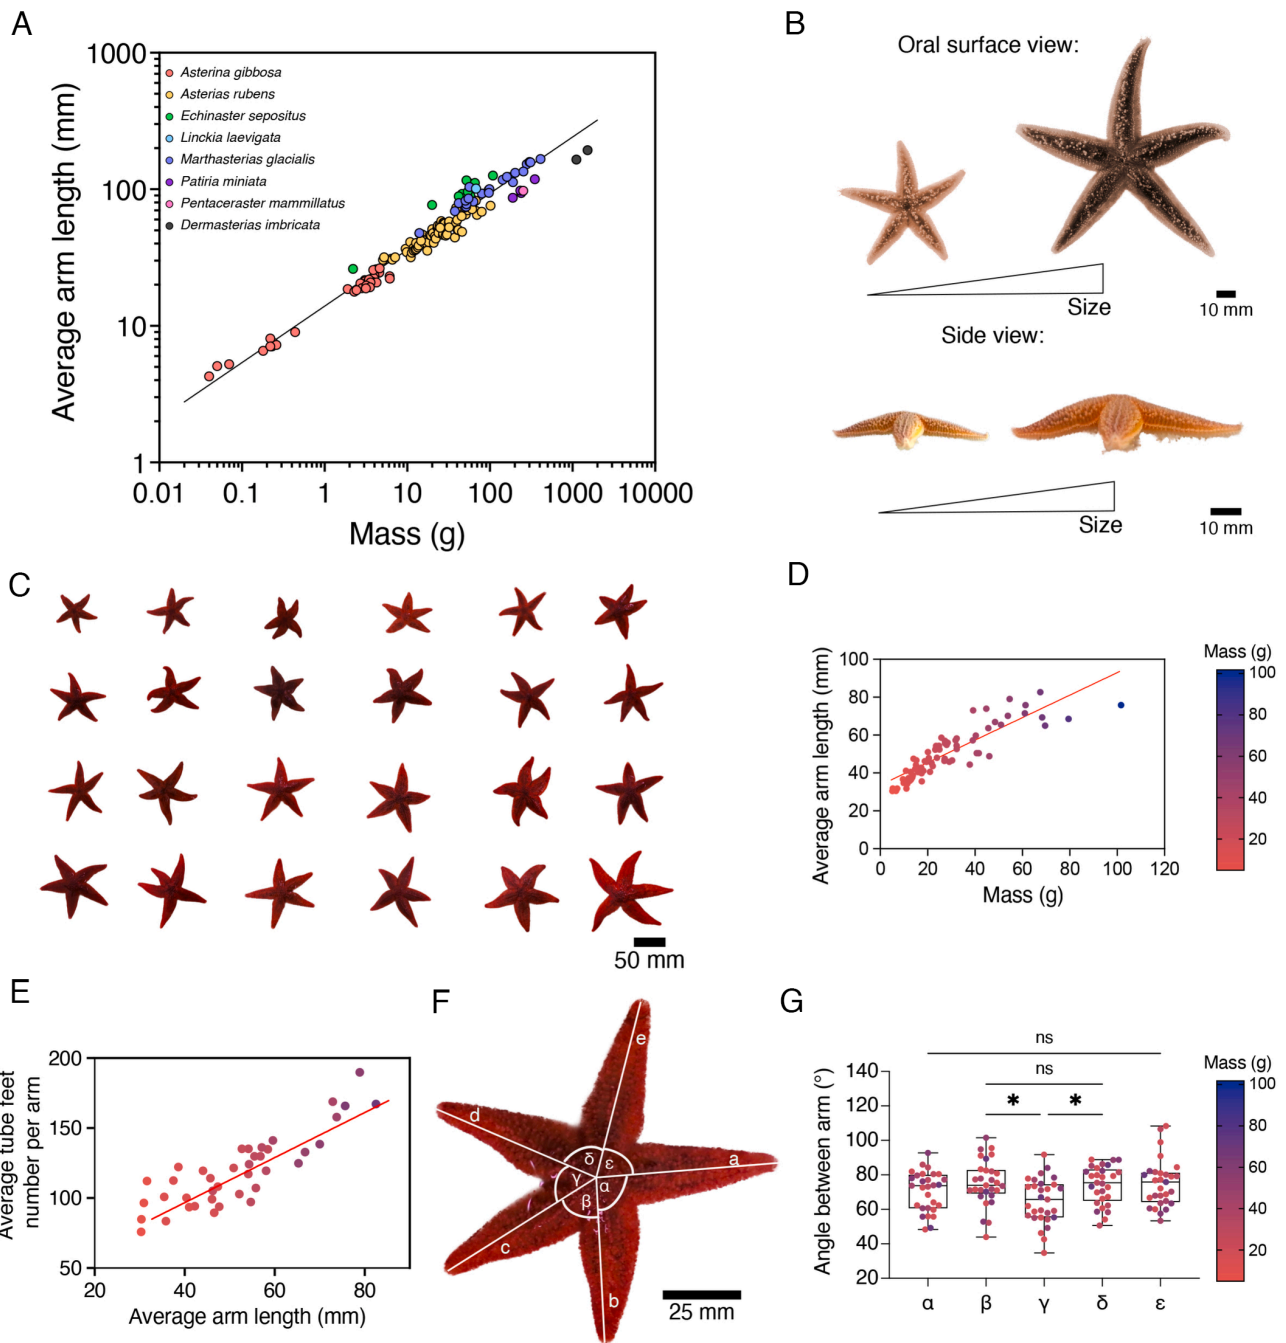 A
1000
100
10
1
Average arm length (mm)
Asterina gibbosa
Asterias rubens
Echinaster sepositus
Linckia laevigata
Marthasterias glacialis
Patiria miniata
Pentaceraster mammillatus
Dermasterias imbricata
0.01 0.1 1 10 100 1000 10000
Mass (g)
B
Oral surface view:
Size
10 mm
Side view:
Size
10 mm
C
50 mm
D
Average arm length (mm)
100
80
60
40
20
0
0 20 40 60 80 100 120
Mass (g)
Mass (g)
100
80
60
40
20
E
Average tube feet
number per arm
200
150
100
50
20 40 60 80
Average arm length (mm)
F
e
d
a
δ ε
γ α
β
c
b
25 mm
G
Angle between arm (°)
140
120
100
80
60
40
20
ns
ns
* *
α β γ δ ε
Mass (g)
100
80
60
40
20